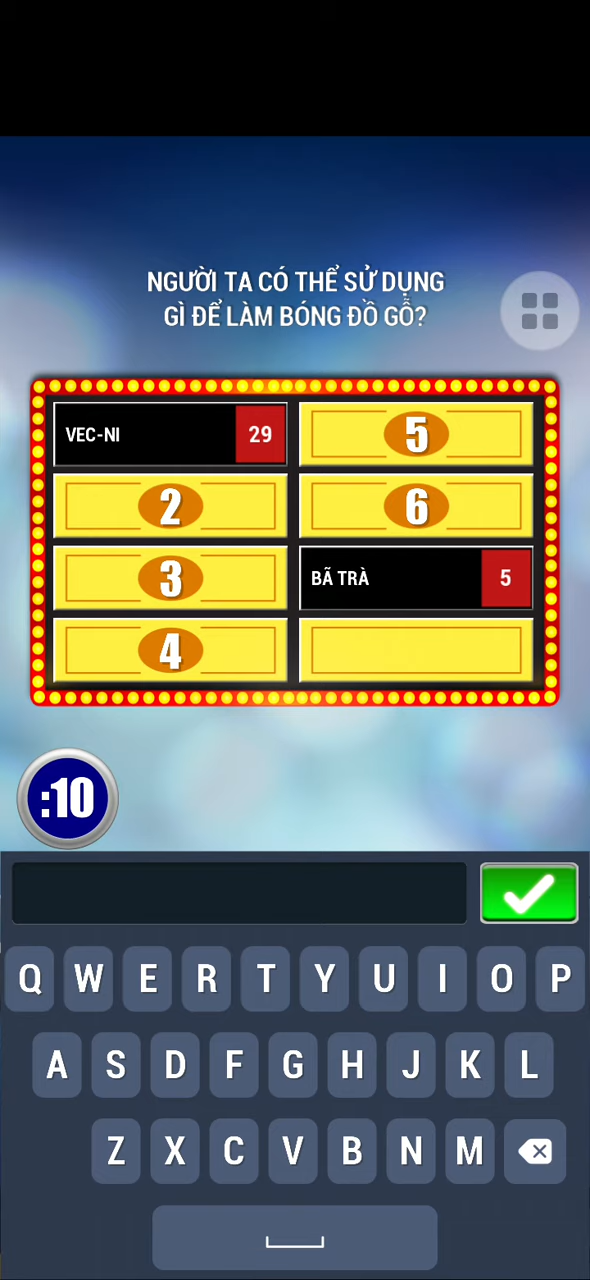 NGƯỜI TA CÓ THỂ SỬ DỤNG
GÌ ĐỂ LÀM BÓNG ĐỒ GỖ?
VEC-NI 29
5
2
6
3
BÃ TRÀ 5
4
:10
Q W E R T Y U I O P
A S D F G H J K L
Z X C V B N M